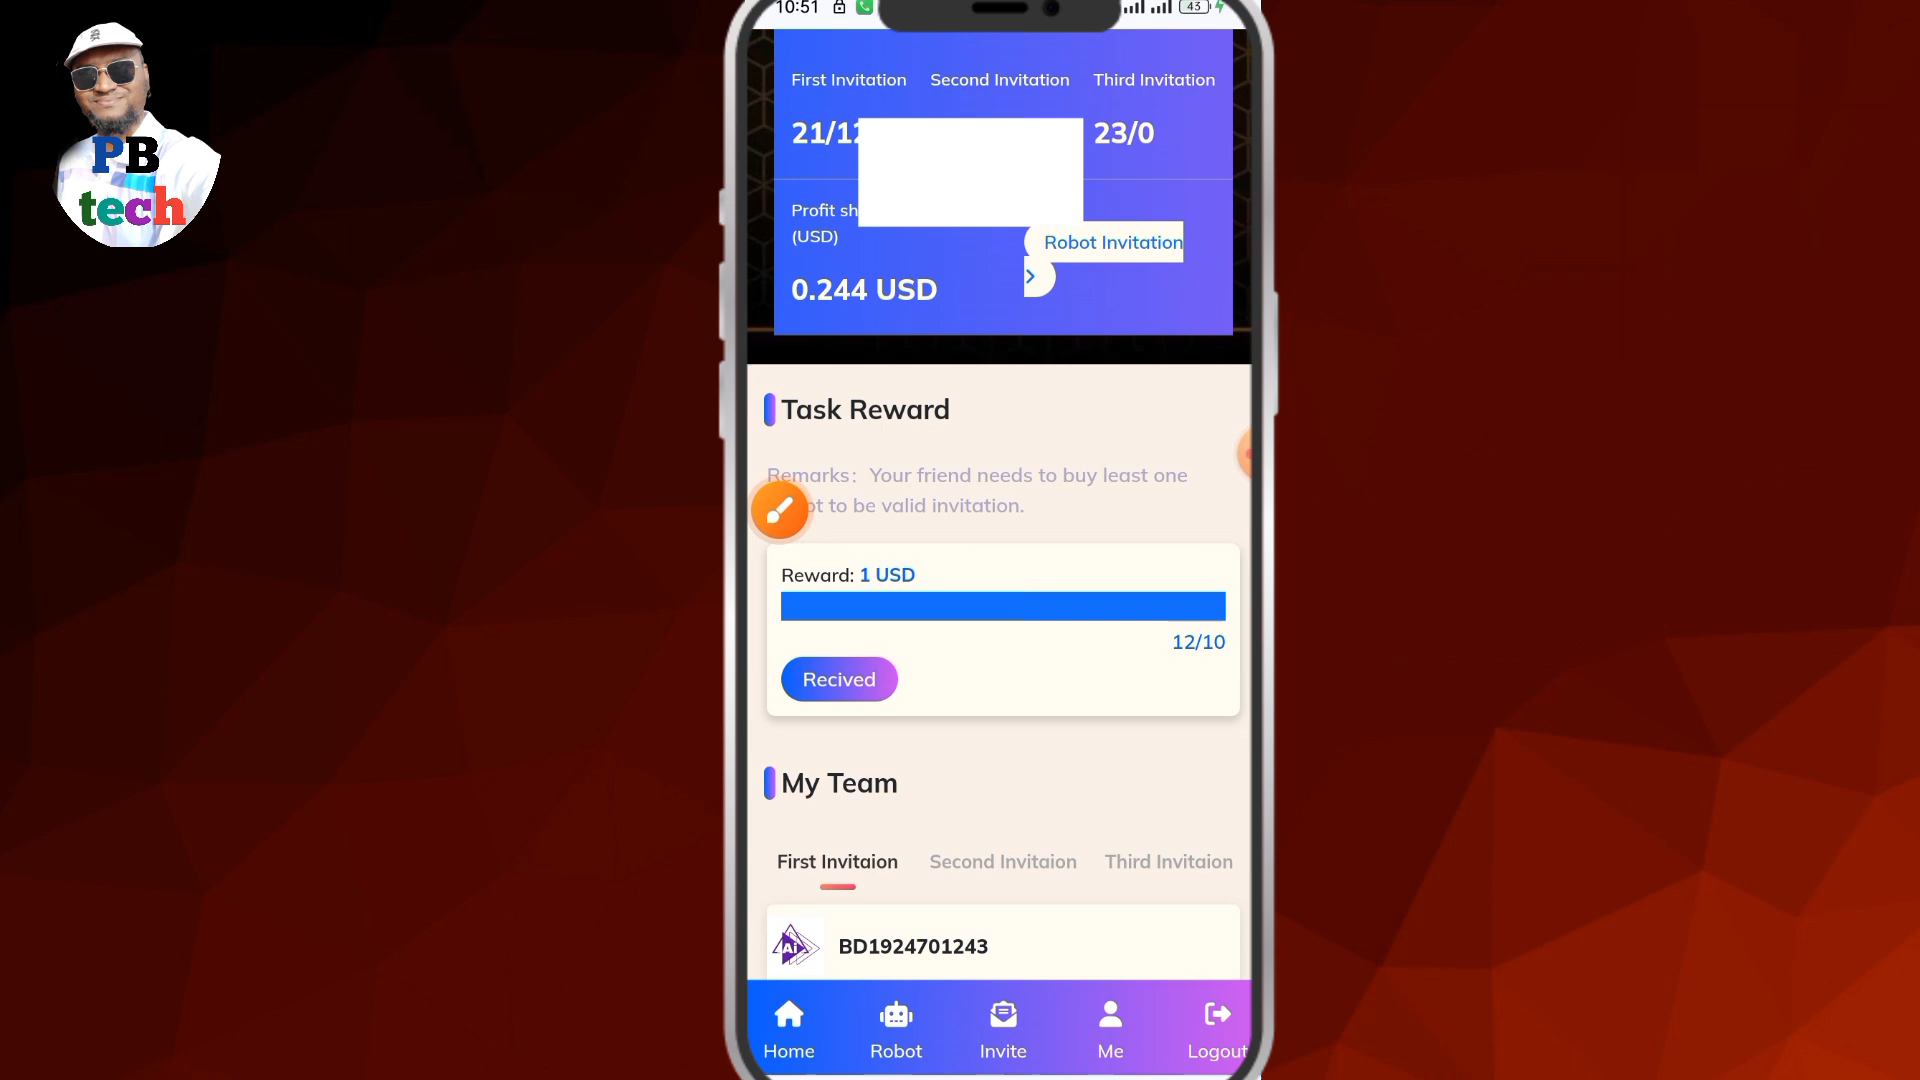 PB
tech
10:51
43
First Invitation Second Invitation Third Invitation
21/12 23/0
Profit sh
(USD)
Robot Invitation
0.244 USD
Task Reward
Remarks: Your friend needs to buy least one
to be valid invitation.
Reward: 1 USD
12/10
Recived
My Team
First Invitaion Second Invitaion Third Invitaion
Ai
BD1924701243
Home Robot Invite Me Logout